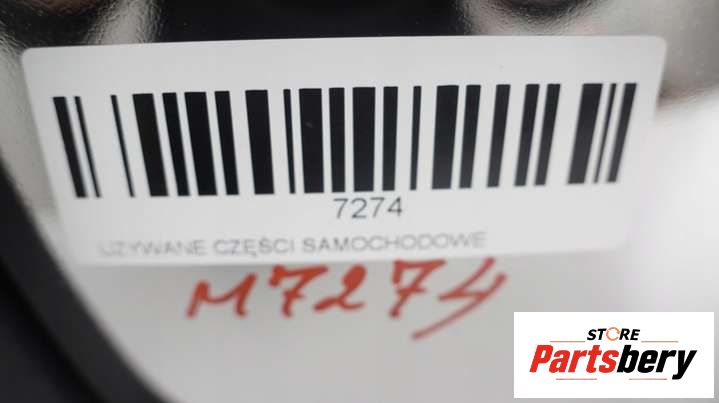 7274
UŻYWANE CZĘŚCI SAMOCHODOWE
M7274
STORE
Partsbery